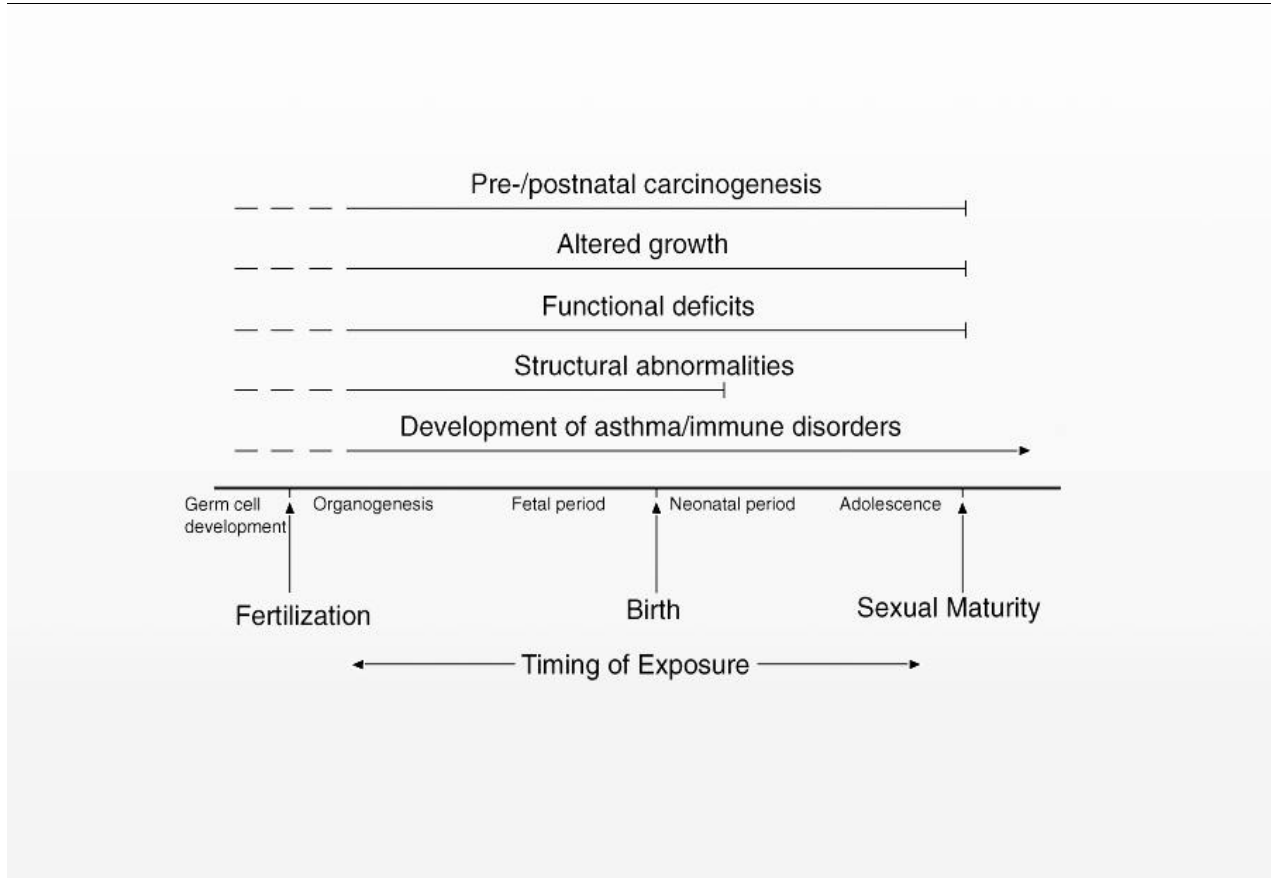 Pre-/postnatal carcinogenesis
Altered growth
Functional deficits
Structural abnormalities
Development of asthma/immune disorders
Germ cell
development
Organogenesis
Fetal period
Neonatal period
Adolescence
Fertilization
Birth
Sexual Maturity
Timing of Exposure